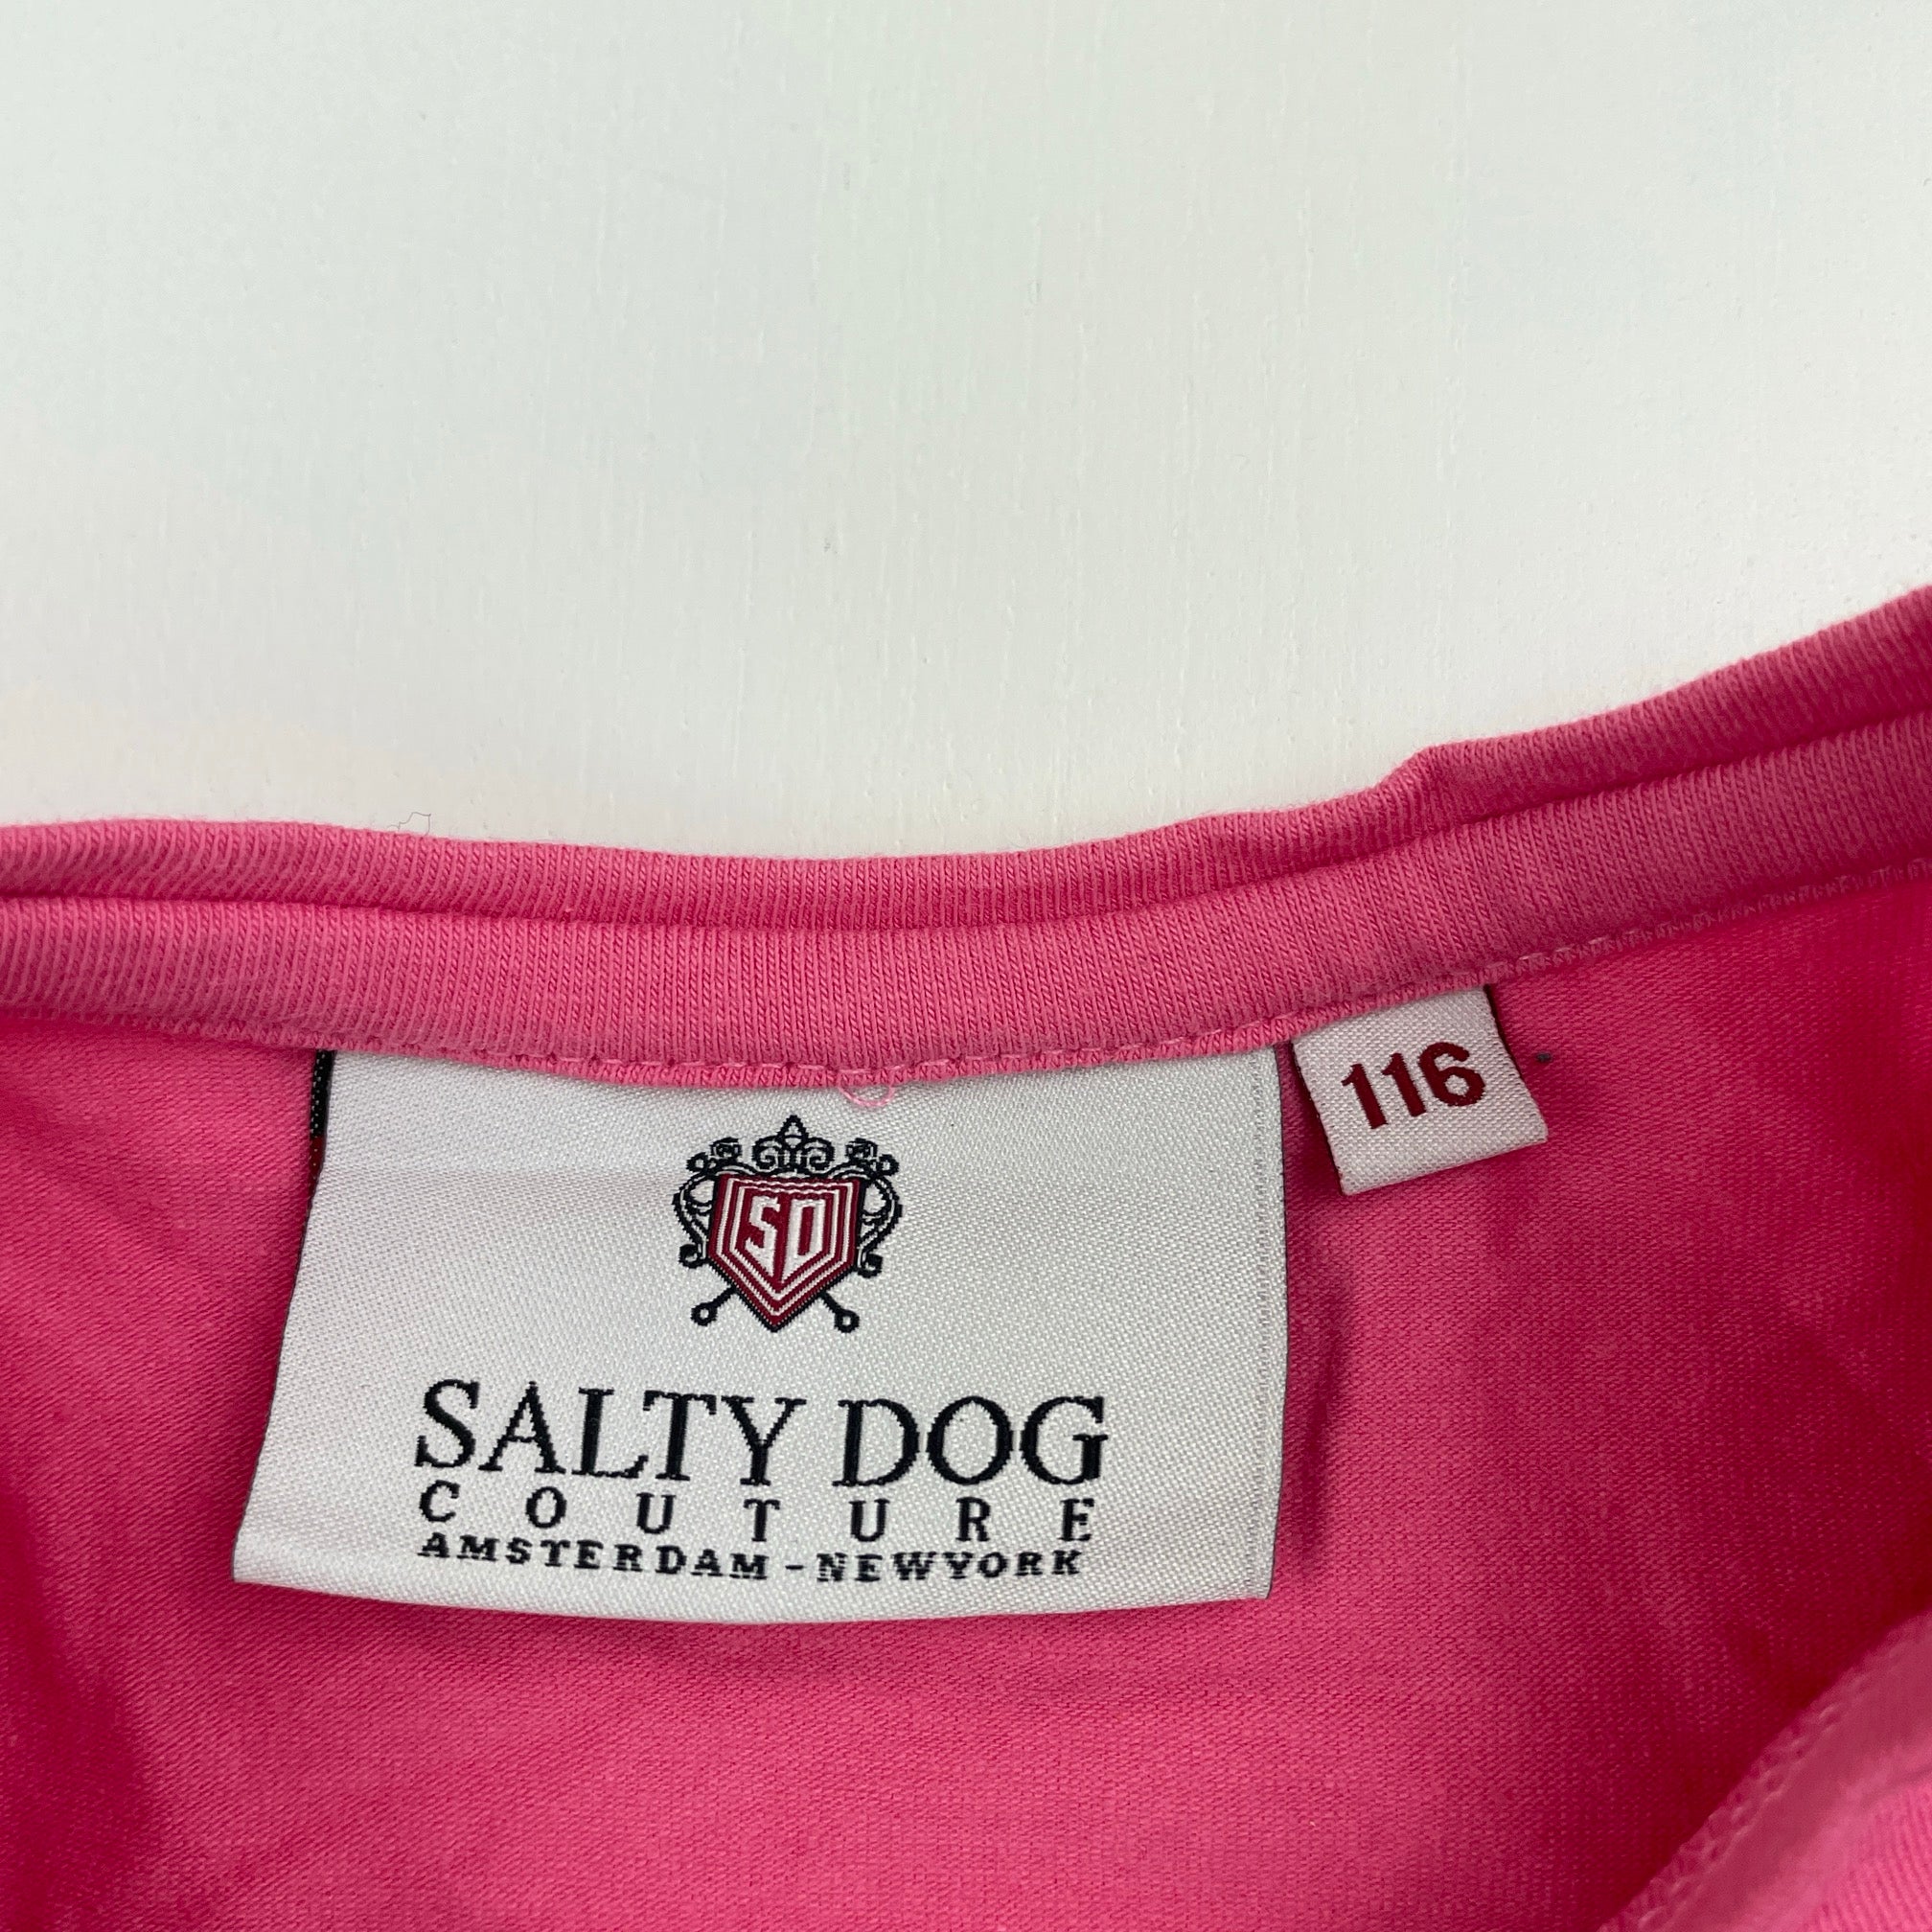 116
SD
SALTY DOG
COUTURE
AMSTERDAM - NEWYORK